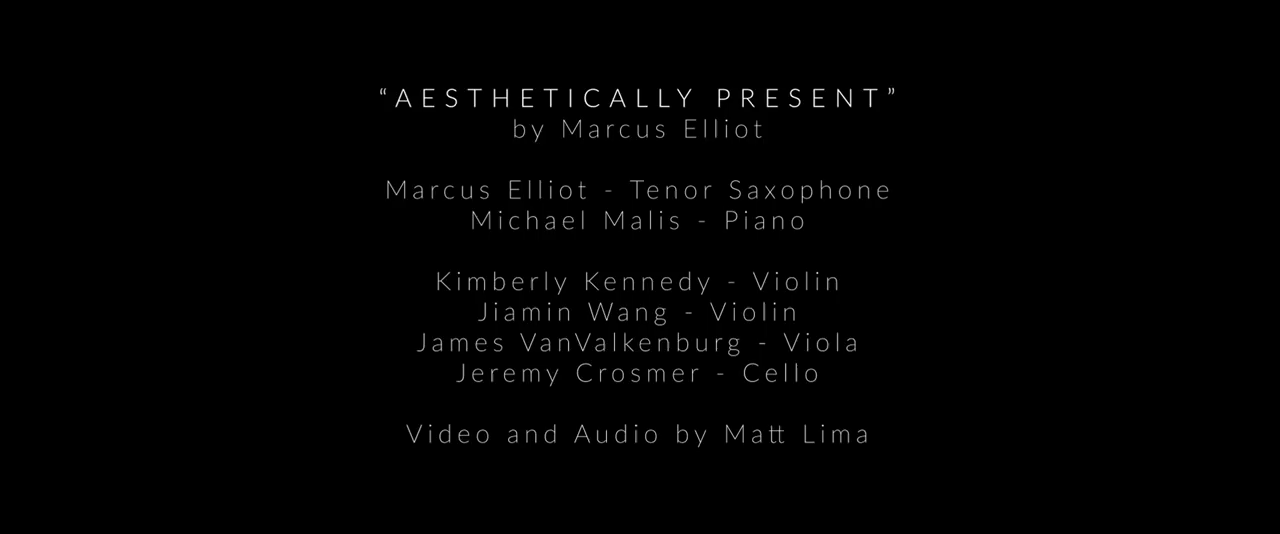 “AESTHETICALLY PRESENT”
by Marcus Elliot
Marcus Elliot - Tenor Saxophone
Michael Malis - Piano
Kimberly Kennedy - Violin
Jiamin Wang - Violin
James VanValkenburg - Viola
Jeremy Crosmer - Cello
Video and Audio by Matt Lima